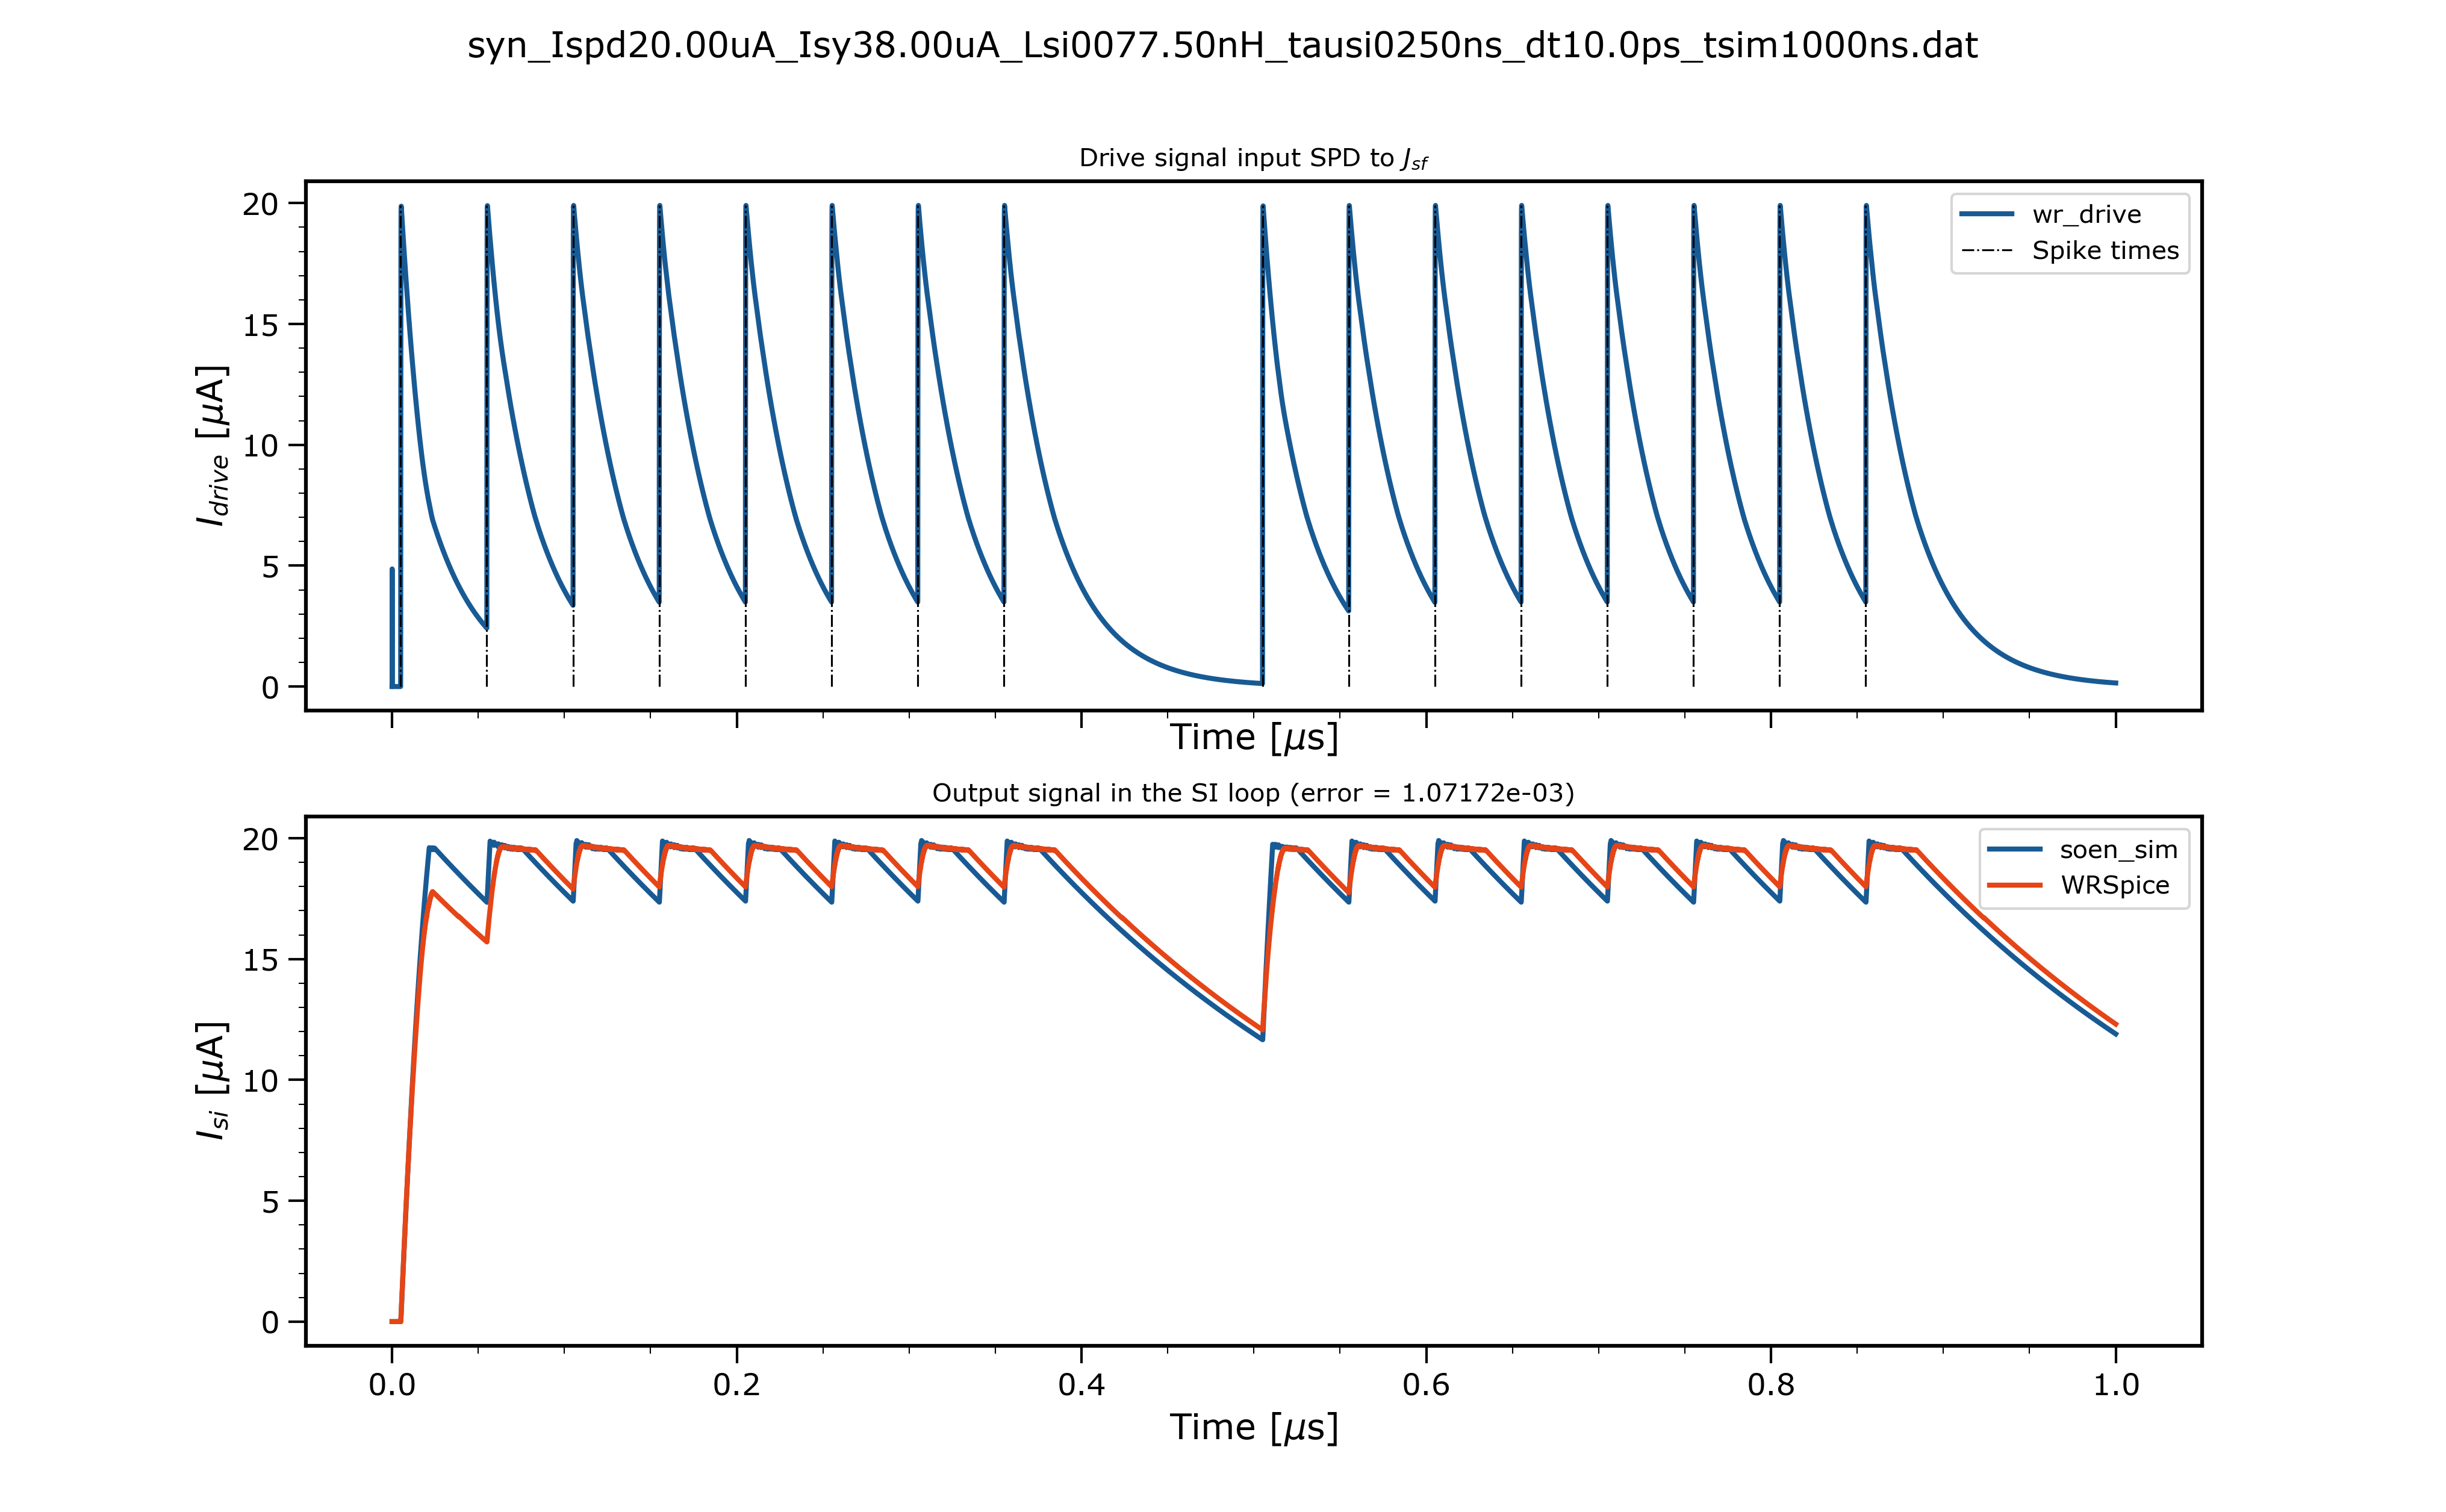 syn_Ispd20.00uA_Isy38.00uA_Lsi0077.50nH_tausi0250ns_dt10.0ps_tsim1000ns.dat
Drive signal input SPD to J_sf
I_drive [μA]
20
15
10
5
0
wr_drive
Spike times
Time [μs]
Output signal in the SI loop (error = 1.07172e-03)
I_si [μA]
20
15
10
5
0
soen_sim
WRSpice
0.0 0.2 0.4 0.6 0.8 1.0
Time [μs]